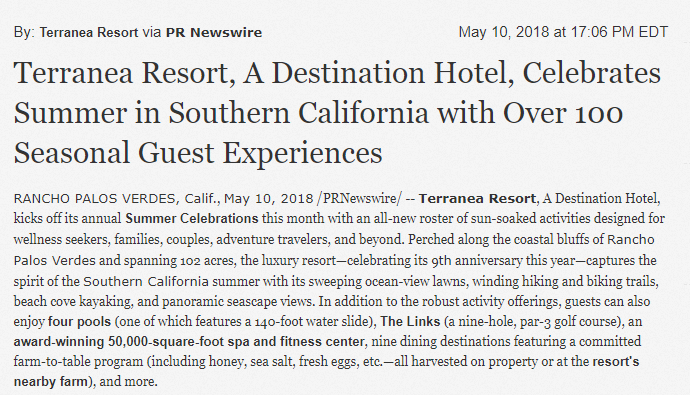 By: Terranea Resort via PR Newswire
May 10, 2018 at 17:06 PM EDT
Terranea Resort, A Destination Hotel, Celebrates
Summer in Southern California with Over 100
Seasonal Guest Experiences
RANCHO PALOS VERDES, Calif., May 10, 2018 /PRNewswire/ -- Terranea Resort, A Destination Hotel,
kicks off its annual Summer Celebrations this month with an all-new roster of sun-soaked activities designed for
wellness seekers, families, couples, adventure travelers, and beyond. Perched along the coastal bluffs of Rancho
Palos Verdes and spanning 102 acres, the luxury resort—celebrating its 9th anniversary this year—captures the
spirit of the Southern California summer with its sweeping ocean-view lawns, winding hiking and biking trails,
beach cove kayaking, and panoramic seascape views. In addition to the robust activity offerings, guests can also
enjoy four pools (one of which features a 140-foot water slide), The Links (a nine-hole, par-3 golf course), an
award-winning 50,000-square-foot spa and fitness center, nine dining destinations featuring a committed
farm-to-table program (including honey, sea salt, fresh eggs, etc.—all harvested on property or at the resort's
nearby farm), and more.